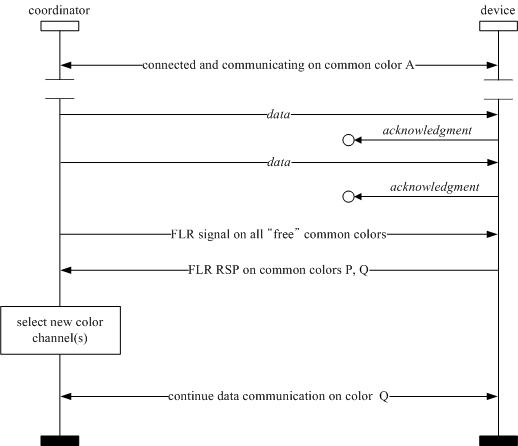 coordinator
device
connected and communicating on common color A
data
acknowledgment
data
acknowledgment
FLR signal on all “free” common colors
FLR RSP on common colors P, Q
select new color
channel(s)
continue data communication on color Q